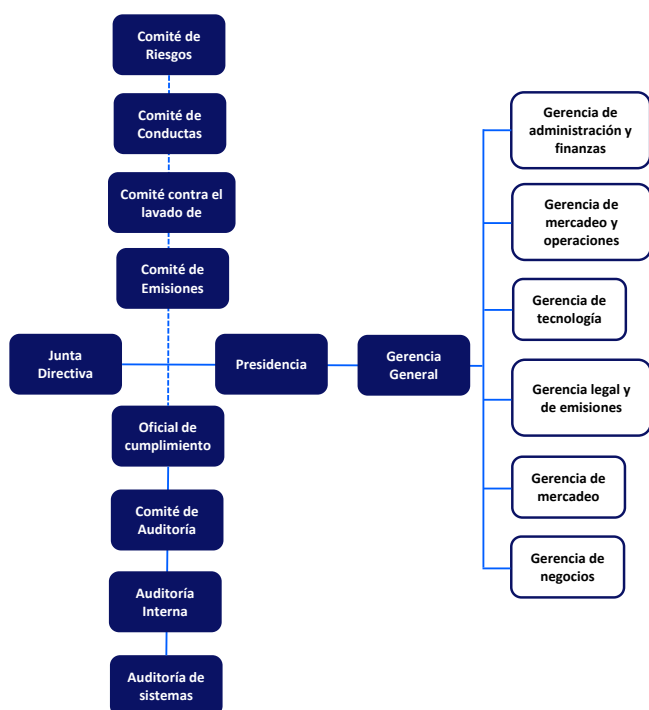 Comité de
Riesgos
Comité de
Conductas
Comité contra el
lavado de
Comité de
Emisiones
Junta
Directiva
Presidencia
Gerencia
General
Oficial de
cumplimiento
Comité de
Auditoría
Auditoría
Interna
Auditoría de
sistemas
Gerencia de
administración y
finanzas
Gerencia de
mercadeo y
operaciones
Gerencia de
tecnología
Gerencia legal y
de emisiones
Gerencia de
mercadeo
Gerencia de
negocios